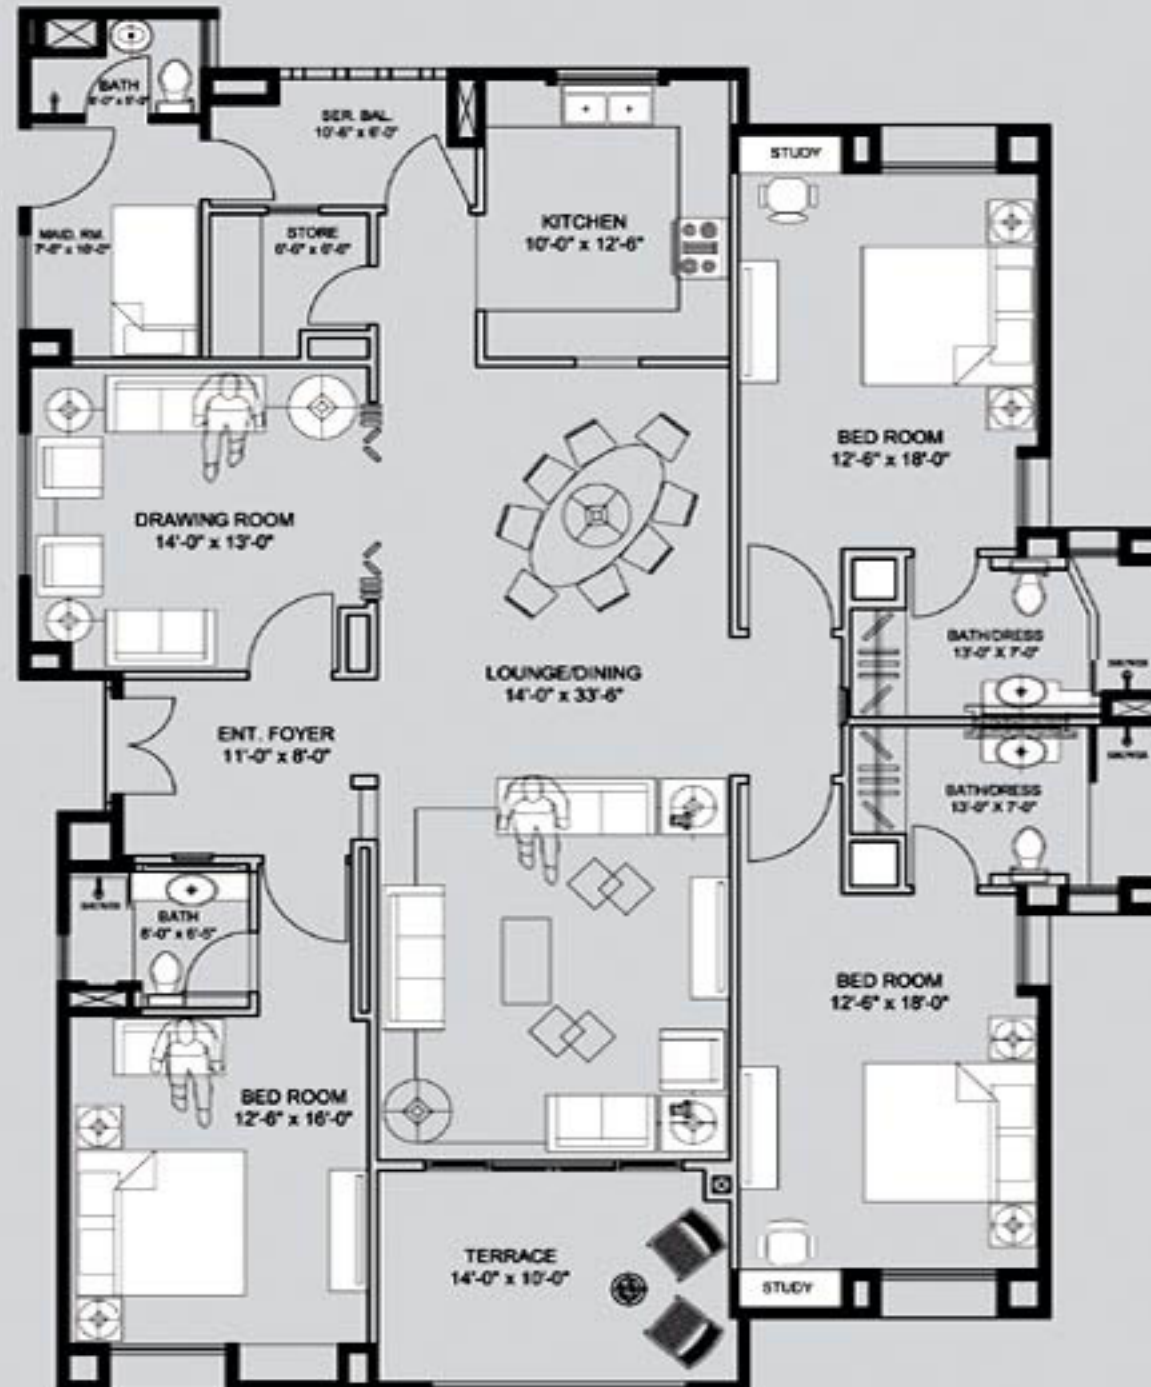 BATH
SER. BAL.
10'-6" x 6'-0"
STUDY
MAID. RM.
STORE
6'-6" x 6'-6"
KITCHEN
10'-0" x 12'-6"
BED ROOM
12'-6" x 18'-0"
DRAWING ROOM
14'-0" x 13'-0"
BATH/DRESS
13'-0" X 7'-0"
LOUNGE/DINING
14'-0" x 33'-6"
ENT. FOYER
11'-0" x 8'-0"
BATH/DRESS
13'-0" X 7'-0"
BATH
8'-0" x 6'-5"
BED ROOM
12'-6" x 18'-0"
BED ROOM
12'-6" x 16'-0"
TERRACE
14'-0" x 10'-0"
STUDY